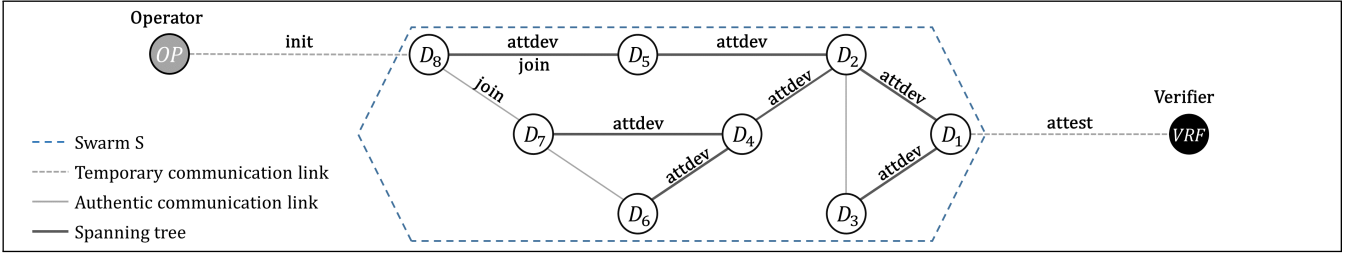 Operator
OP
init
D8
attdev
join
D5
attdev
D2
join
attdev
attdev
D7
attdev
D4
D1
attest
Verifier
VRF
attdev
attdev
D6
D3
Swarm S
Temporary communication link
Authentic communication link
Spanning tree